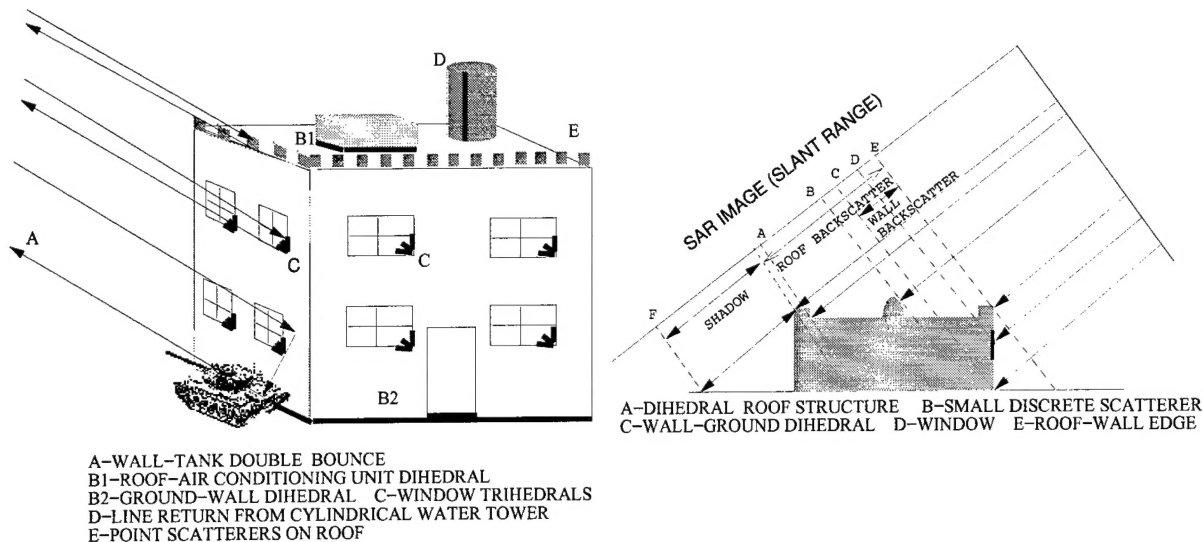 D
E
B1
A
C
C
B2
A-WALL-TANK DOUBLE BOUNCE
B1-ROOF-AIR CONDITIONING UNIT DIHEDRAL
B2-GROUND-WALL DIHEDRAL C-WINDOW TRIHEDRALS
D-LINE RETURN FROM CYLINDRICAL WATER TOWER
E-POINT SCATTERERS ON ROOF
SAR IMAGE (SLANT RANGE)
E
D
C
B
A
F
SHADOW
ROOF BACKSCATTER
WALL
BACKSCATTER
A-DIHEDRAL ROOF STRUCTURE B-SMALL DISCRETE SCATTERER
C-WALL-GROUND DIHEDRAL D-WINDOW E-ROOF-WALL EDGE